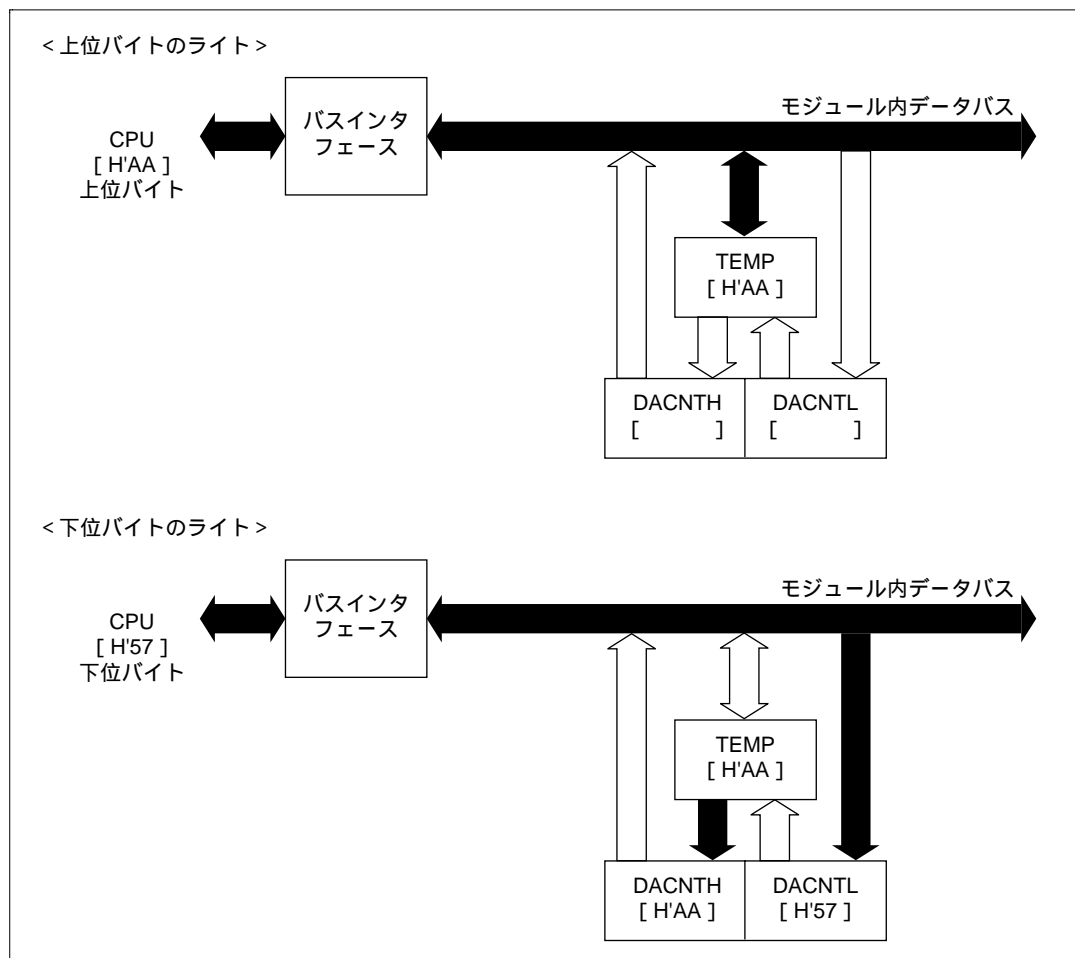 <上位バイトのライト>
モジュール内データバス
バスインタ
フェース
CPU
[ H'AA ]
上位バイト
TEMP
[ H'AA ]
DACNTH
[ ]
DACNTL
[ ]
<下位バイトのライト>
モジュール内データバス
バスインタ
フェース
CPU
[ H'57 ]
下位バイト
TEMP
[ H'AA ]
DACNTH
[ H'AA ]
DACNTL
[ H'57 ]